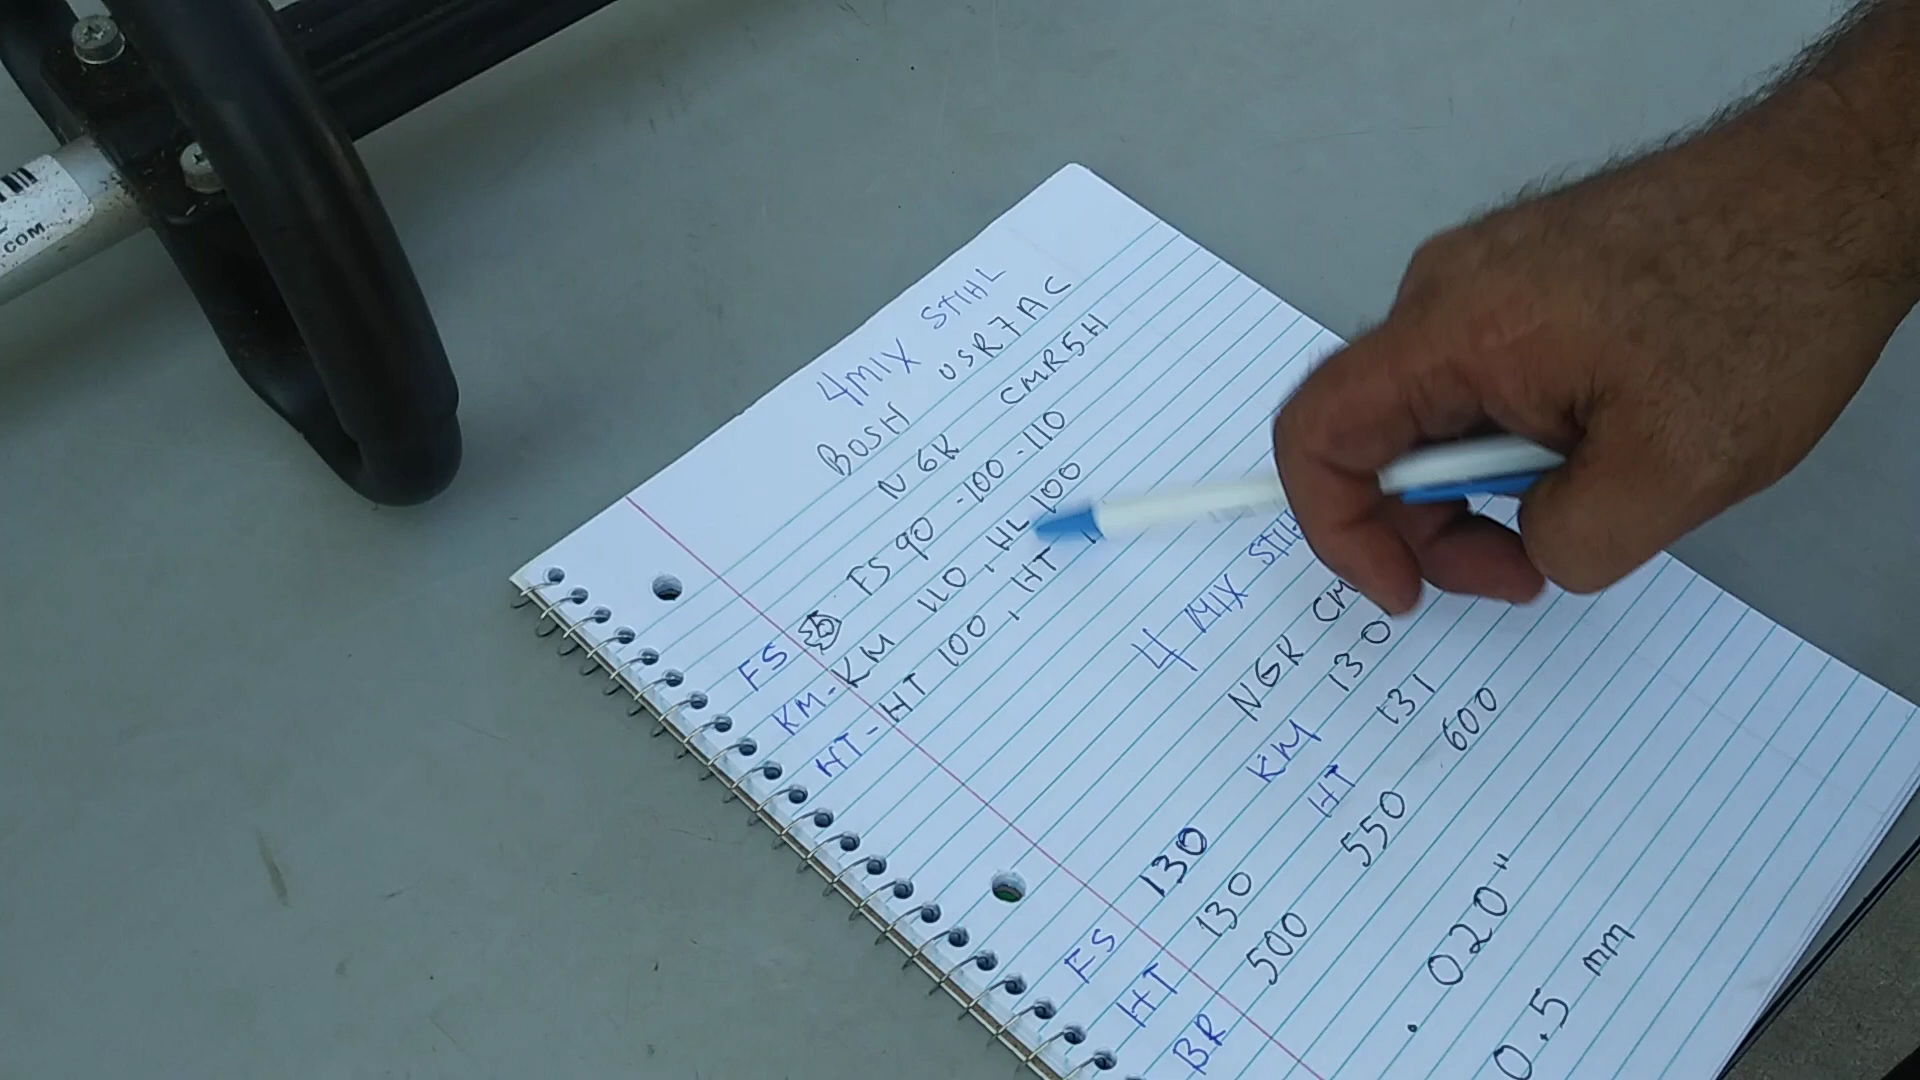 .COM
4MIX STIHL
BOSH USR7AC
NGK CMR5H
FS FS 90 -100 -110
KM-KM 110, HL 100
HT-HT 100, HT
4 MIX STIH
NGK CM
FS 130 KM 130
HT 130 HT 131
BR 500 550 600
.020"
0.5 mm